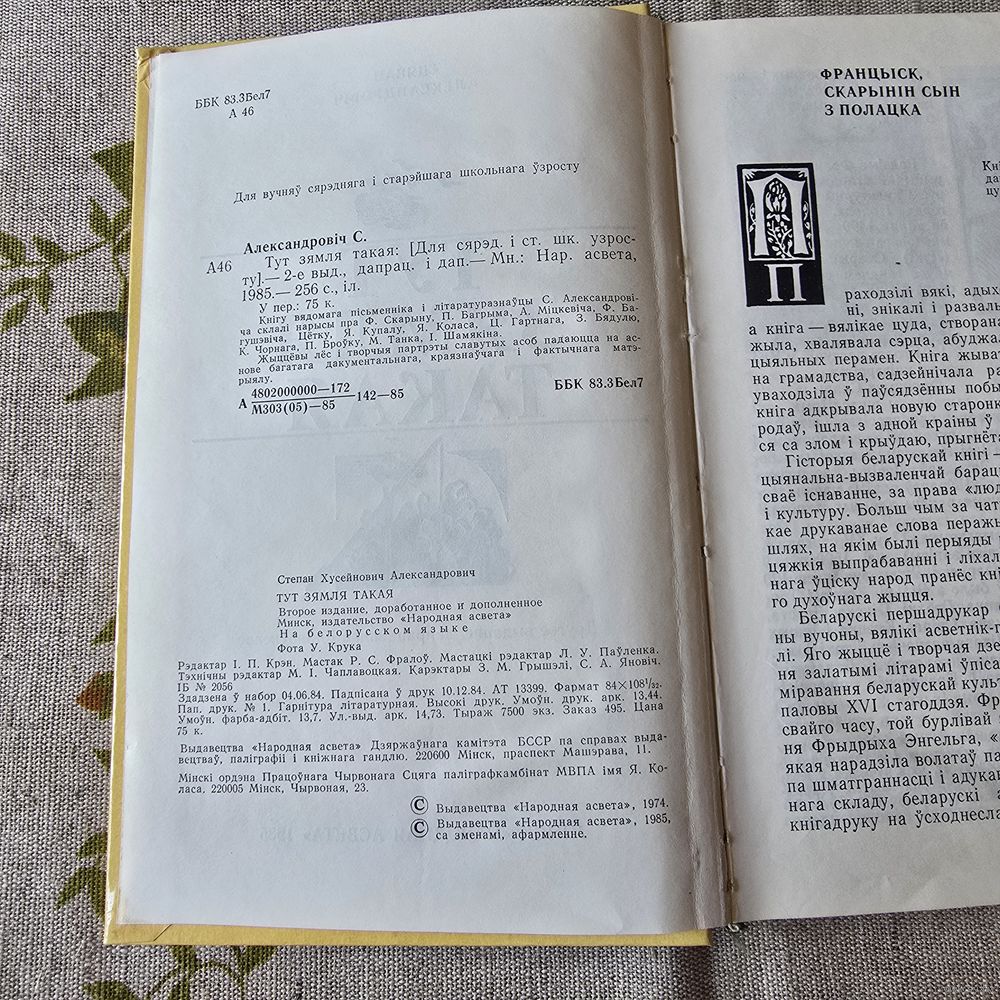 ББК 83.3Бел7
А 46
Для вучняў сярэдняга і старэйшага школьнага ўзросту
Александровіч С.
А46 Тут зямля такая: [Для сярэд. і ст. шк. узрос-
ту].— 2-е выд., дапрац. і дап.— Мн.: Нар. асвета,
1985.— 256 с., іл.
У пер.: 75 к.
Кнігу вядомага пісьменніка і літаратуразнаўцы С. Александрові-
ча склалі нарысы пра Ф. Скарыну, П. Багрыма, А. Міцкевіча, Ф. Ба-
гушэвіча, Цётку, Я. Купалу, Я. Коласа, Ц. Гартнага, З. Бядулю,
К. Чорнага, П. Броўку, М. Танка, І. Шамякіна.
Жыццёвы лёс і творчыя партрэты славутых асоб падаюцца на ас-
нове багатага дакументальнага, краязнаўчага і фактычнага матэ-
рыялу.
А 4802000000—172
М303(05)—85 142—85 ББК 83.3Бел7
Степан Хусейнович Александрович
ТУТ ЗЯМЛЯ ТАКАЯ
Второе издание, доработанное и дополненное
Минск, издательство «Народная асвета»
На белорусском языке
Фота У. Крука
Рэдактар І. П. Крэн. Мастак Р. С. Фралоў. Мастацкі рэдактар Л. У. Паўленка.
Тэхнічны рэдактар М. І. Чаплавоцкая. Карэктары З. М. Грышэлі, С. А. Яновіч.
ІБ № 2056
Здадзена ў набор 04.06.84. Падпісана ў друк 10.12.84. АТ 13399. Фармат 84×108¹/₃₂.
Пап. друк. № 1. Гарнітура літаратурная. Высокі друк. Умоўн. друк. арк. 13,44.
Умоўн. фарба-адбіт. 13,7. Ул.-выд. арк. 14,73. Тыраж 7500 экз. Заказ 495. Цана
75 к.
Выдавецтва «Народная асвета» Дзяржаўнага камітэта БССР па справах выда-
вецтваў, паліграфіі і кніжнага гандлю. 220600 Мінск, праспект Машэрава, 11.
Мінскі ордэна Працоўнага Чырвонага Сцяга паліграфкамбінат МВПА імя Я. Ко-
ласа. 220005 Мінск, Чырвоная, 23.
© Выдавецтва «Народная асвета», 1974.
© Выдавецтва «Народная асвета», 1985,
са зменамі, афармленне.
ФРАНЦЫСК,
СКАРЫНІН СЫН
З ПОЛАЦКА
Кні
да
цу
П
раходзілі вякі, адых
ні, знікалі і развалы
а кніга — вялікае цуда, створана
жыла, хвалявала сэрца, абуджал
цыяльных перамен. Кніга жыва
на грамадства, садзейнічала ра
уваходзіла ў паўсядзённы побы
кніга адкрывала новую старонк
родаў, ішла з адной краіны ў
ся са злом і крыўдаю, прыгнёта
Гісторыя беларускай кнігі —
цыянальна-вызваленчай барац
сваё існаванне, за права «люд
і культуру. Больш чым за чат
кае друкаванае слова перажы
шлях, на якім былі перыяды
цяжкія выпрабаванні і ліхал
нага ўціску народ пранёс кні
го духоўнага жыцця.
Беларускі першадрукар
ны вучоны, вялікі асветнік-г
лі. Яго жыццё і творчая дзе
ня залатымі літарамі ўпіса
міравання беларускай культ
паловы XVI стагоддзя. Фр
свайго часу, той бурлівай
ня Фрыдрыха Энгельга, «
якая нарадзіла волатаў па
па шматграннасці і адука
нага складу, беларускі а
кнігадруку на ўсходнесла